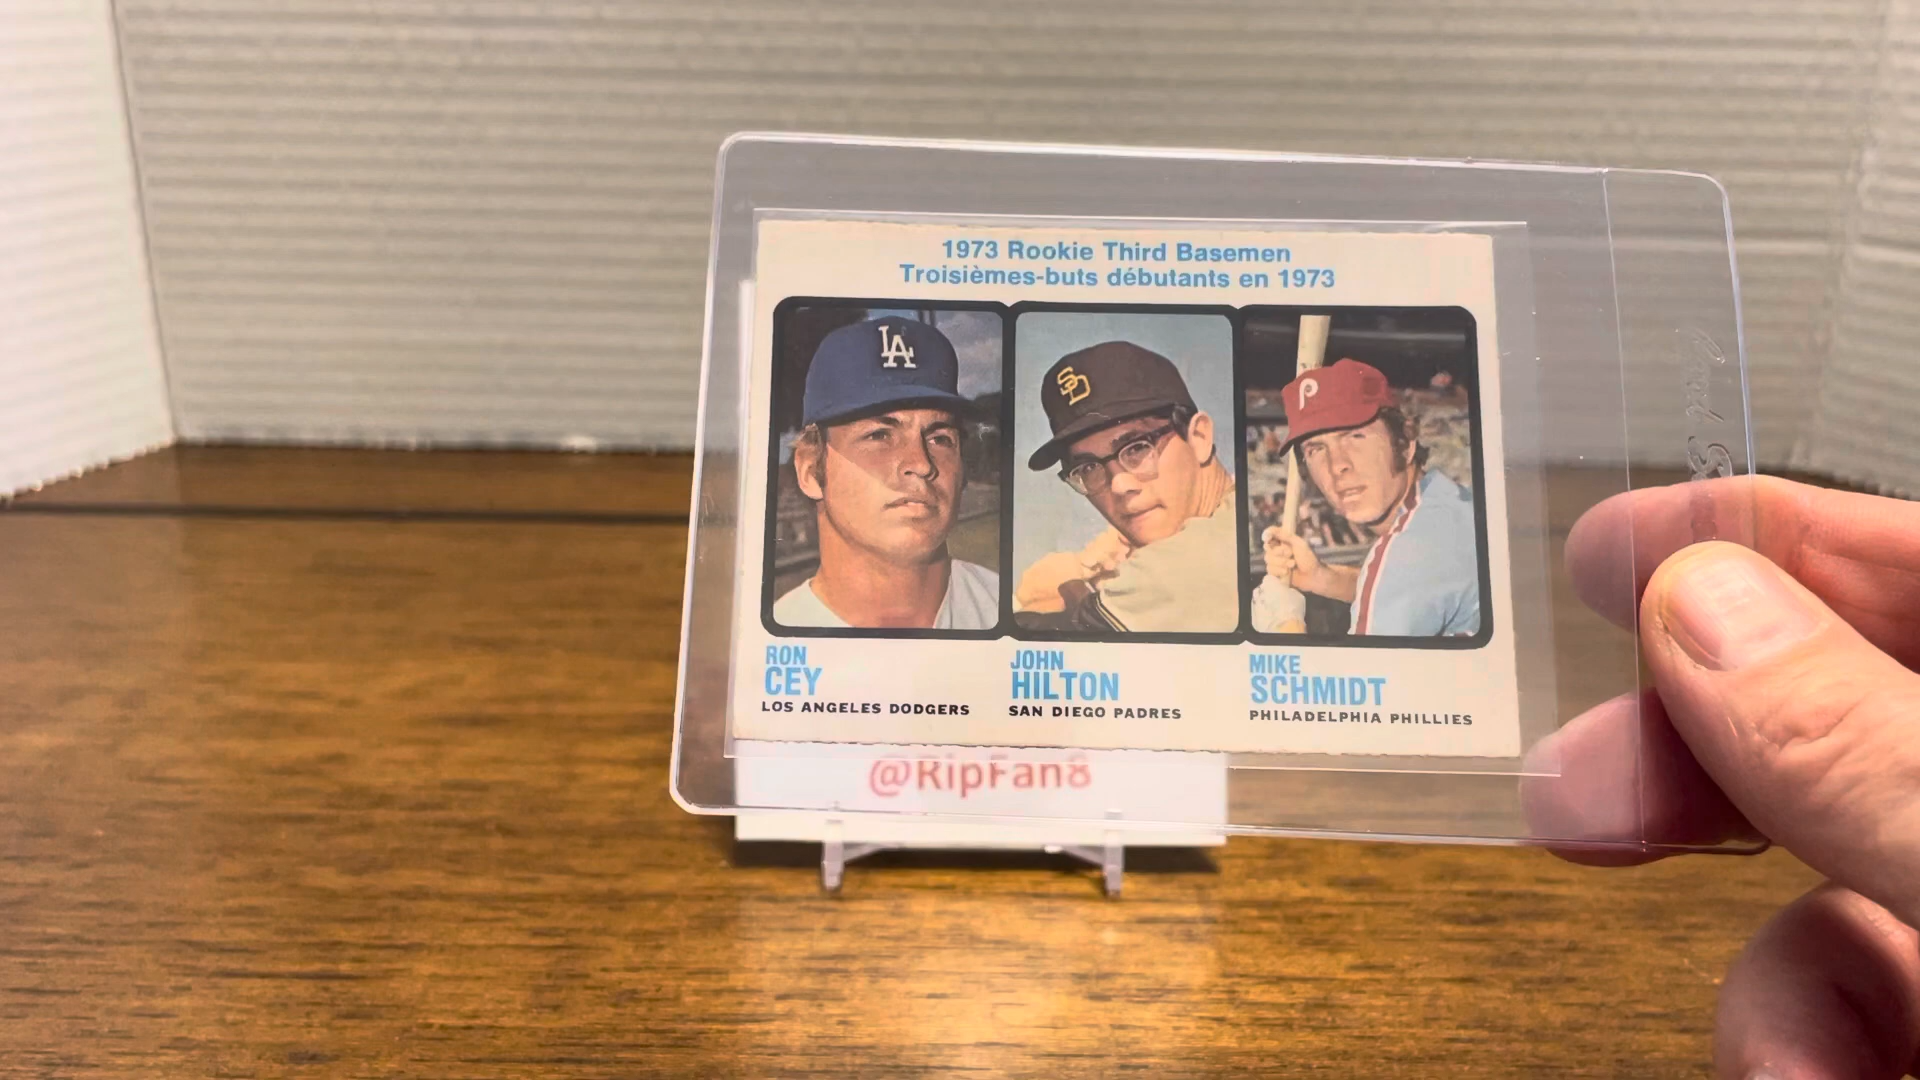 1973 Rookie Third Basemen
Troisièmes-buts débutants en 1973
LA
SD
P
RON
CEY
LOS ANGELES DODGERS
JOHN
HILTON
SAN DIEGO PADRES
MIKE
SCHMIDT
PHILADELPHIA PHILLIES
@RipFan8